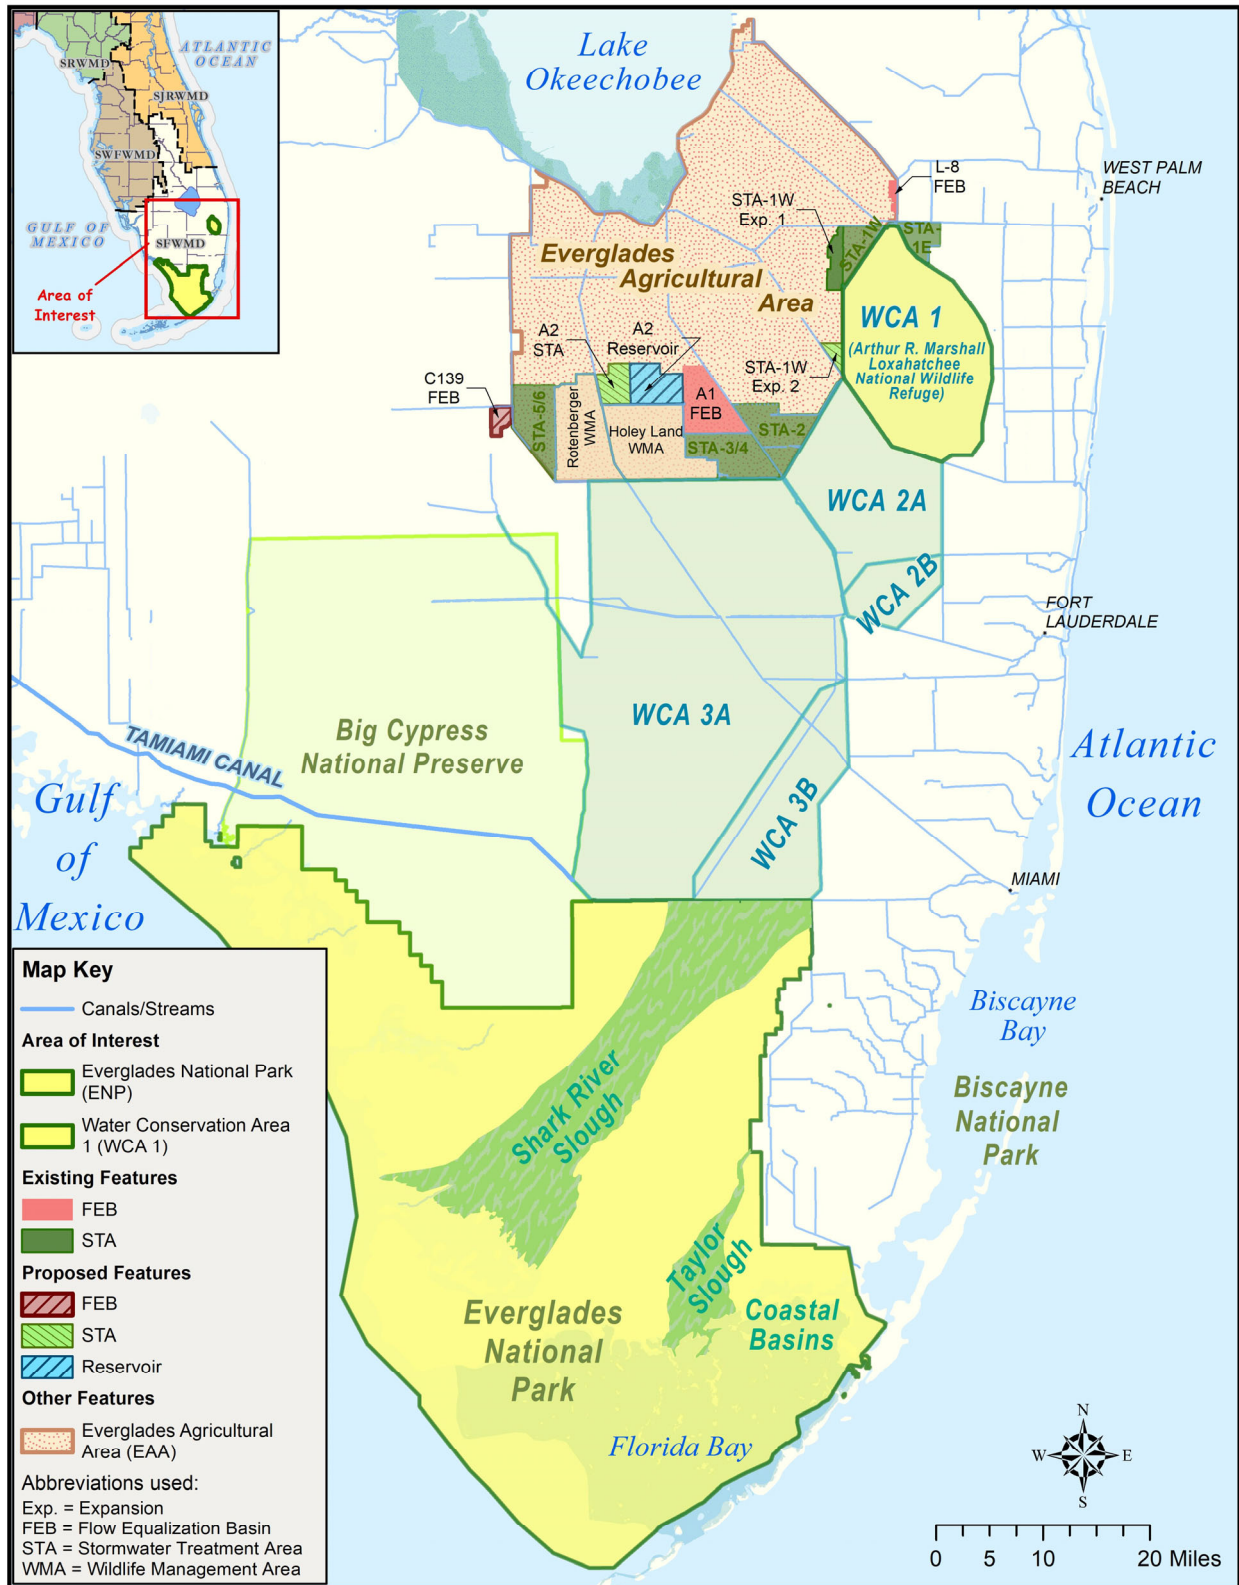 SRWMD
ATLANTIC
OCEAN
SJRWMD
SWFWMD
GULF OF
MEXICO
SFWMD
Area of
Interest
Lake
Okeechobee
L-8
FEB
WEST PALM
BEACH
STA-1W
Exp. 1
STA-1W
STA-
1E
Everglades
Agricultural
Area
WCA 1
(Arthur R. Marshall
Loxahatchee
National Wildlife
Refuge)
A2
STA
A2
Reservoir
STA-1W
Exp. 2
C139
FEB
A1
FEB
STA-5/6
Rotenberger
WMA
Holey Land
WMA
STA-2
STA-3/4
WCA 2A
WCA 2B
FORT
LAUDERDALE
WCA 3A
Big Cypress
National Preserve
TAMIAMI CANAL
WCA 3B
Atlantic
Ocean
Gulf
of
Mexico
MIAMI
Biscayne
Bay
Biscayne
National
Park
Shark River
Slough
Taylor
Slough
Coastal
Basins
Everglades
National
Park
Florida Bay
Map Key
Canals/Streams
Area of Interest
Everglades National Park
(ENP)
Water Conservation Area
1 (WCA 1)
Existing Features
FEB
STA
Proposed Features
FEB
STA
Reservoir
Other Features
Everglades Agricultural
Area (EAA)
Abbreviations used:
Exp. = Expansion
FEB = Flow Equalization Basin
STA = Stormwater Treatment Area
WMA = Wildlife Management Area
N
W
E
S
0 5 10 20 Miles